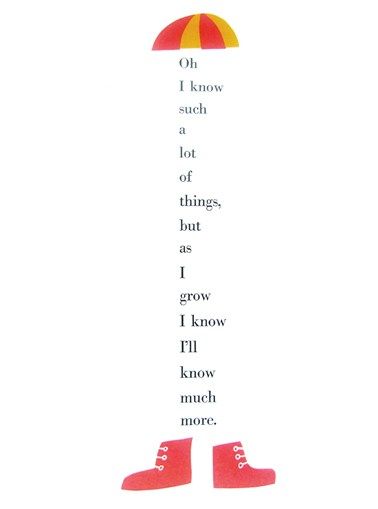 Oh
I know
such
a
lot
of
things,
but
as
I
grow
I know
I'll
know
much
more.